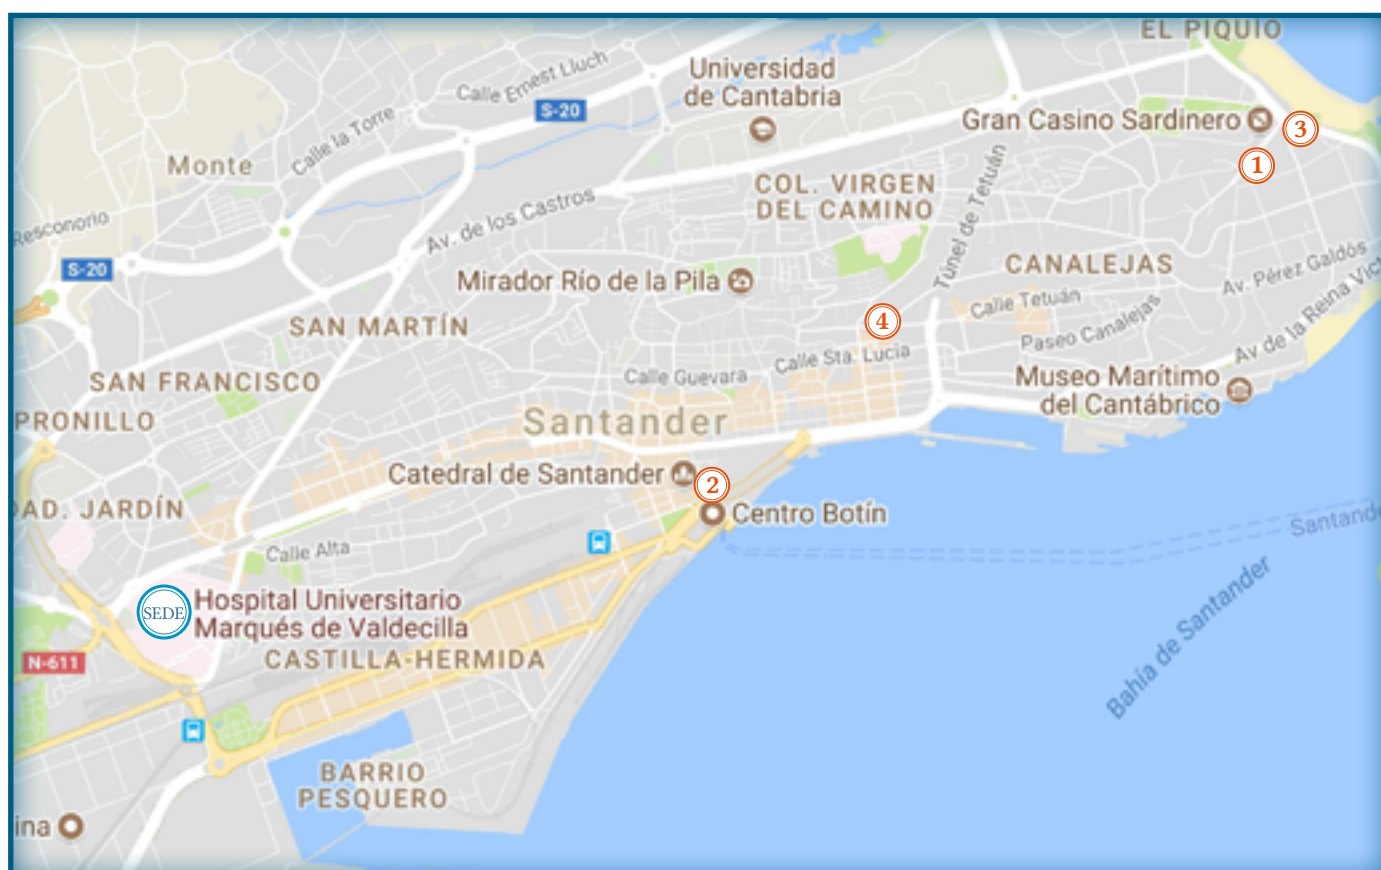 EL PIQUIO
Universidad
de Cantabria
Calle Ernest Lluch
S-20
Gran Casino Sardinero
3
Calle la Torre
1
Monte
Túnel de Tetuán
COL. VIRGEN
DEL CAMINO
Av. de los Castros
Resconorio
S-20
CANALEJAS
Av. Pérez Galdós
Mirador Río de la Pila
Calle Tetuán
Av de la Reina Vict
4
SAN MARTÍN
Paseo Canalejas
Calle Sta. Lucía
SAN FRANCISCO
Calle Guevara
Museo Marítimo
del Cantábrico
PRONILLO
Santander
Catedral de Santander
2
DAD. JARDÍN
Centro Botín
Santande
Calle Alta
Bahía de Santander
SEDE
Hospital Universitario
Marqués de Valdecilla
N-611
CASTILLA-HERMIDA
BARRIO
PESQUERO
ina